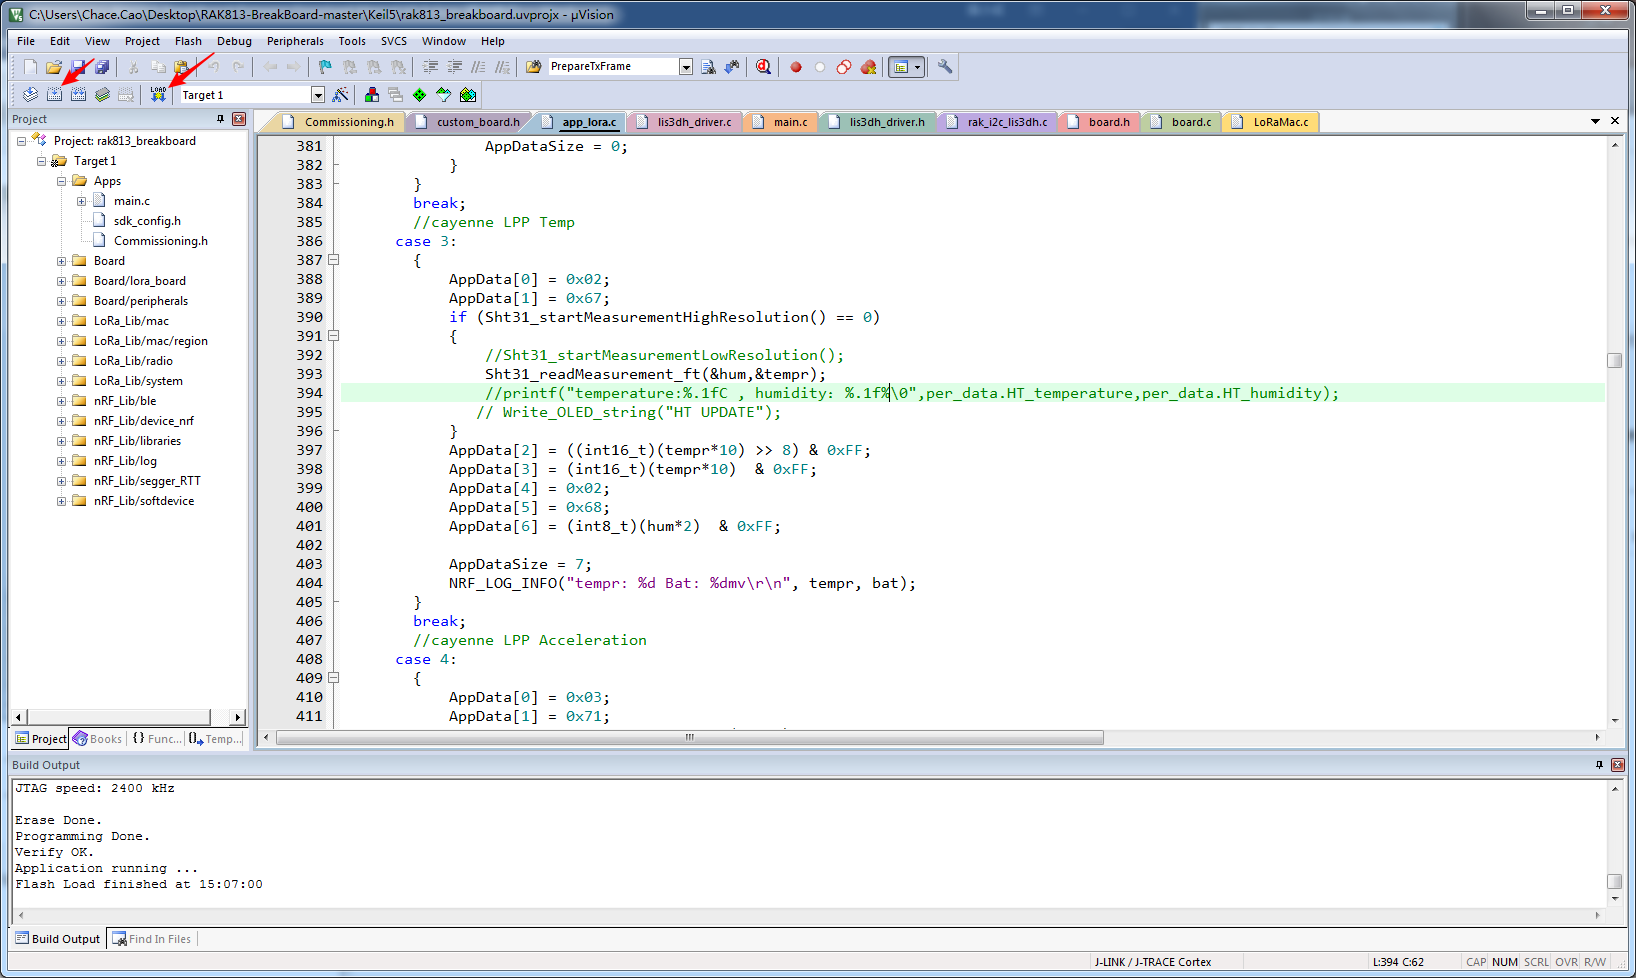 C:\Users\Chace.Cao\Desktop\RAK813-BreakBoard-master\Keil5\rak813_breakboard.uvprojx - µVision
File Edit View Project Flash Debug Peripherals Tools SVCS Window Help
PrepareTxFrame
LOAD Target 1
Project
Commissioning.h custom_board.h app_lora.c lis3dh_driver.c main.c lis3dh_driver.h rak_i2c_lis3dh.c board.h board.c LoRaMac.c
Project: rak813_breakboard
Target 1
Apps
main.c
sdk_config.h
Commissioning.h
Board
Board/lora_board
Board/peripherals
LoRa_Lib/mac
LoRa_Lib/mac/region
LoRa_Lib/radio
LoRa_Lib/system
nRF_Lib/ble
nRF_Lib/device_nrf
nRF_Lib/libraries
nRF_Lib/log
nRF_Lib/segger_RTT
nRF_Lib/softdevice
Project Books {} Func... Temp...
381 AppDataSize = 0;
382 }
383 }
384 break;
385 //cayenne LPP Temp
386 case 3:
387 {
388 AppData[0] = 0x02;
389 AppData[1] = 0x67;
390 if (Sht31_startMeasurementHighResolution() == 0)
391 {
392 //Sht31_startMeasurementLowResolution();
393 Sht31_readMeasurement_ft(&hum,&tempr);
394 //printf("temperature:%.1fC , humidity: %.1f%\0",per_data.HT_temperature,per_data.HT_humidity);
395 // Write_OLED_string("HT UPDATE");
396 }
397 AppData[2] = ((int16_t)(tempr*10) >> 8) & 0xFF;
398 AppData[3] = (int16_t)(tempr*10)  & 0xFF;
399 AppData[4] = 0x02;
400 AppData[5] = 0x68;
401 AppData[6] = (int8_t)(hum*2)  & 0xFF;
402
403 AppDataSize = 7;
404 NRF_LOG_INFO("tempr: %d Bat: %dmv\r\n", tempr, bat);
405 }
406 break;
407 //cayenne LPP Acceleration
408 case 4:
409 {
410 AppData[0] = 0x03;
411 AppData[1] = 0x71;
Build Output
JTAG speed: 2400 kHz
Erase Done.
Programming Done.
Verify OK.
Application running ...
Flash Load finished at 15:07:00
Build Output Find In Files
J-LINK / J-TRACE Cortex L:394 C:62 CAP NUM SCRL OVR R/W